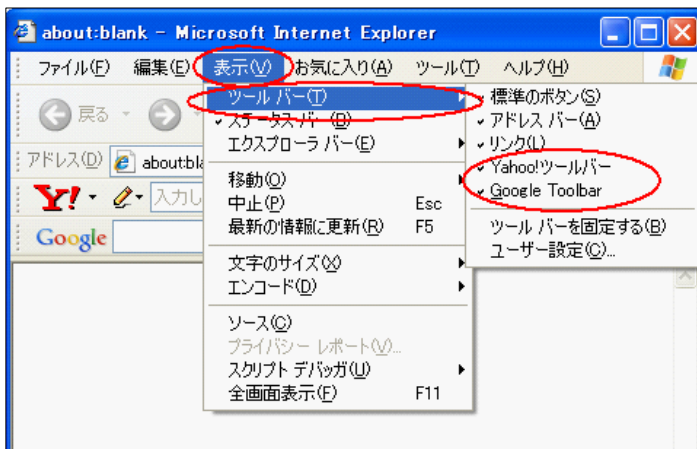 about:blank - Microsoft Internet Explorer
ファイル(F) 編集(E) 表示(V) お気に入り(A) ツール(T) ヘルプ(H)
戻る
アドレス(D) about:bla
Y! 入力し
Google
ツール バー(T)
ステータス バー(B)
エクスプローラ バー(E)
移動(O)
中止(P) Esc
最新の情報に更新(R) F5
文字のサイズ(X)
エンコード(D)
ソース(C)
プライバシー レポート(V)...
スクリプト デバッガ(U)
全画面表示(F) F11
標準のボタン(S)
アドレス バー(A)
リンク(L)
Yahoo!ツールバー
Google Toolbar
ツール バーを固定する(B)
ユーザー設定(C)...